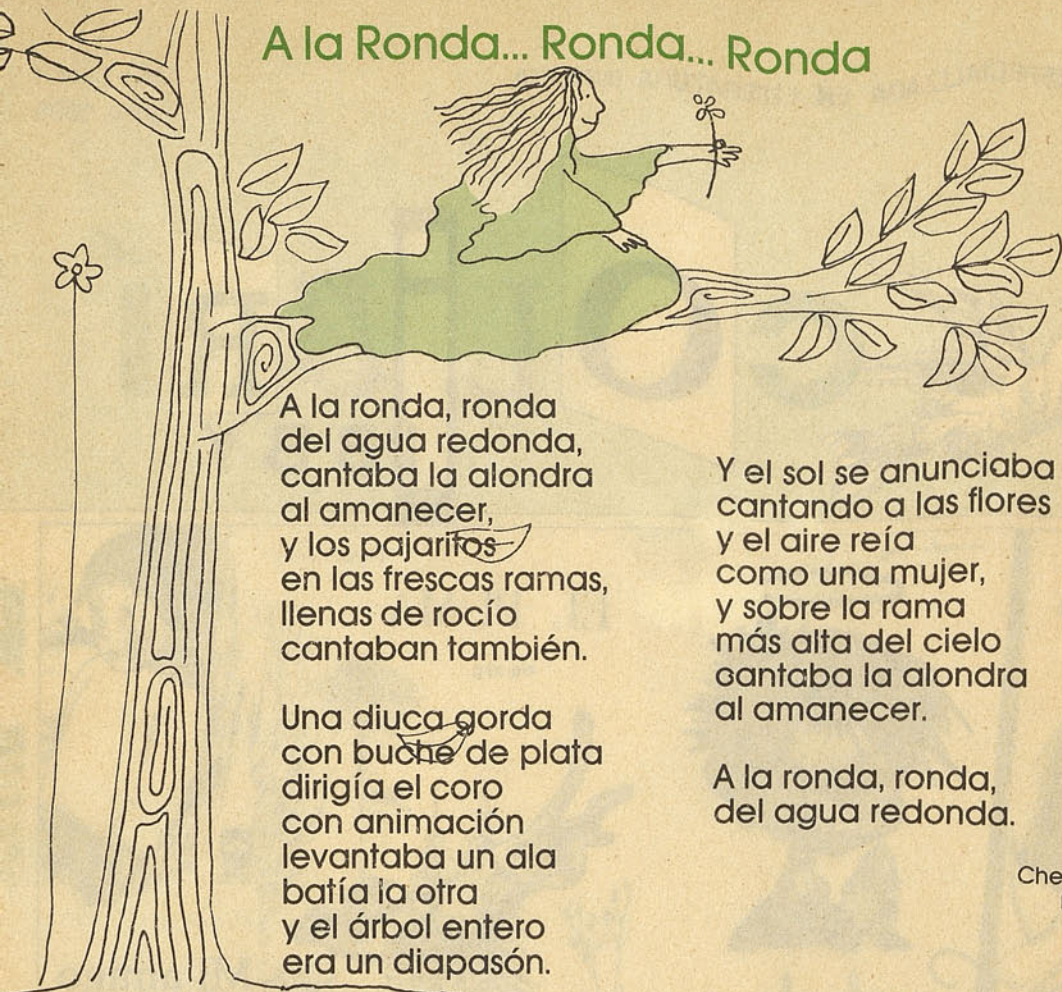 A la Ronda... Ronda... Ronda
A la ronda, ronda
del agua redonda,
cantaba la alondra
al amanecer,
y los pajaritos
en las frescas ramas,
llenas de rocío
cantaban también.
Una diuca gorda
con buche de plata
dirigía el coro
con animación
levantaba un ala
batía la otra
y el árbol entero
era un diapasón.
Y el sol se anunciaba
cantando a las flores
y el aire reía
como una mujer,
y sobre la rama
más alta del cielo
cantaba la alondra
al amanecer.
A la ronda, ronda,
del agua redonda.